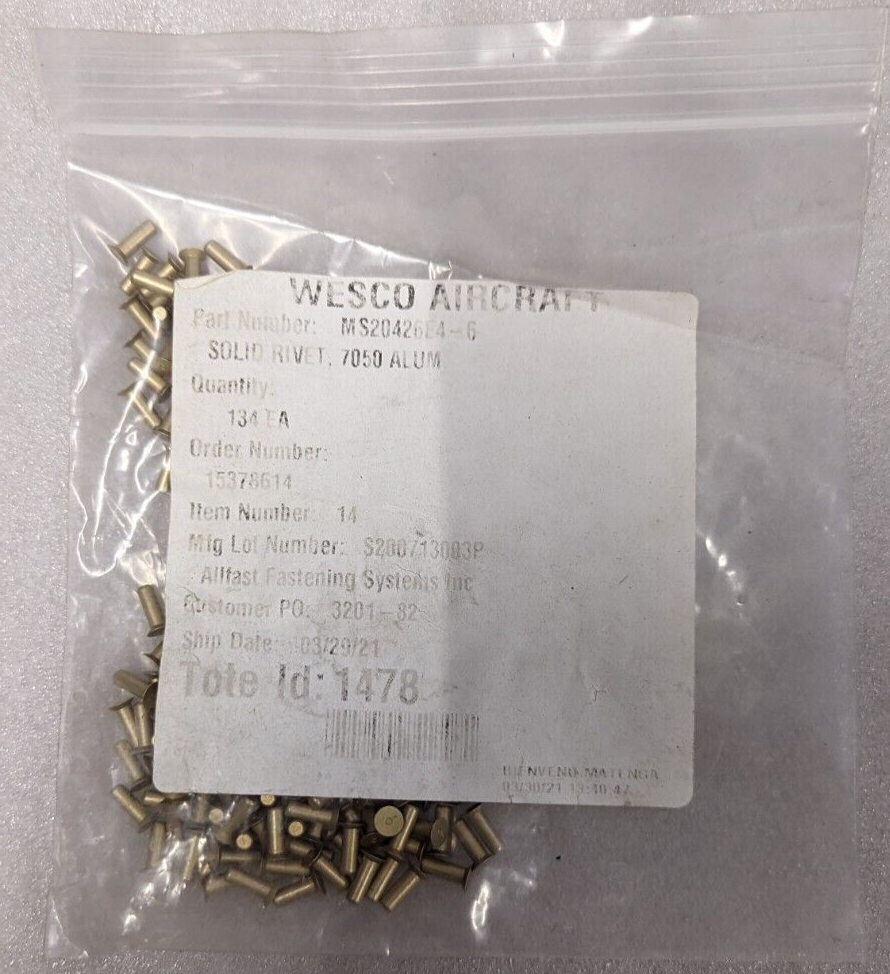 WESCO AIRCRAFT
Part Number: MS20426E4-6
SOLID RIVET, 7050 ALUM
Quantity:
134 EA
Order Number:
15378614
Item Number: 14
Mfg Lot Number: S200713003P
Allfast Fastening Systems Inc
Customer PO: 3201-82
Ship Date: 03/29/21
Tote Id: 1478
BIENVENO MATENGA
03/30/21 13:40:47